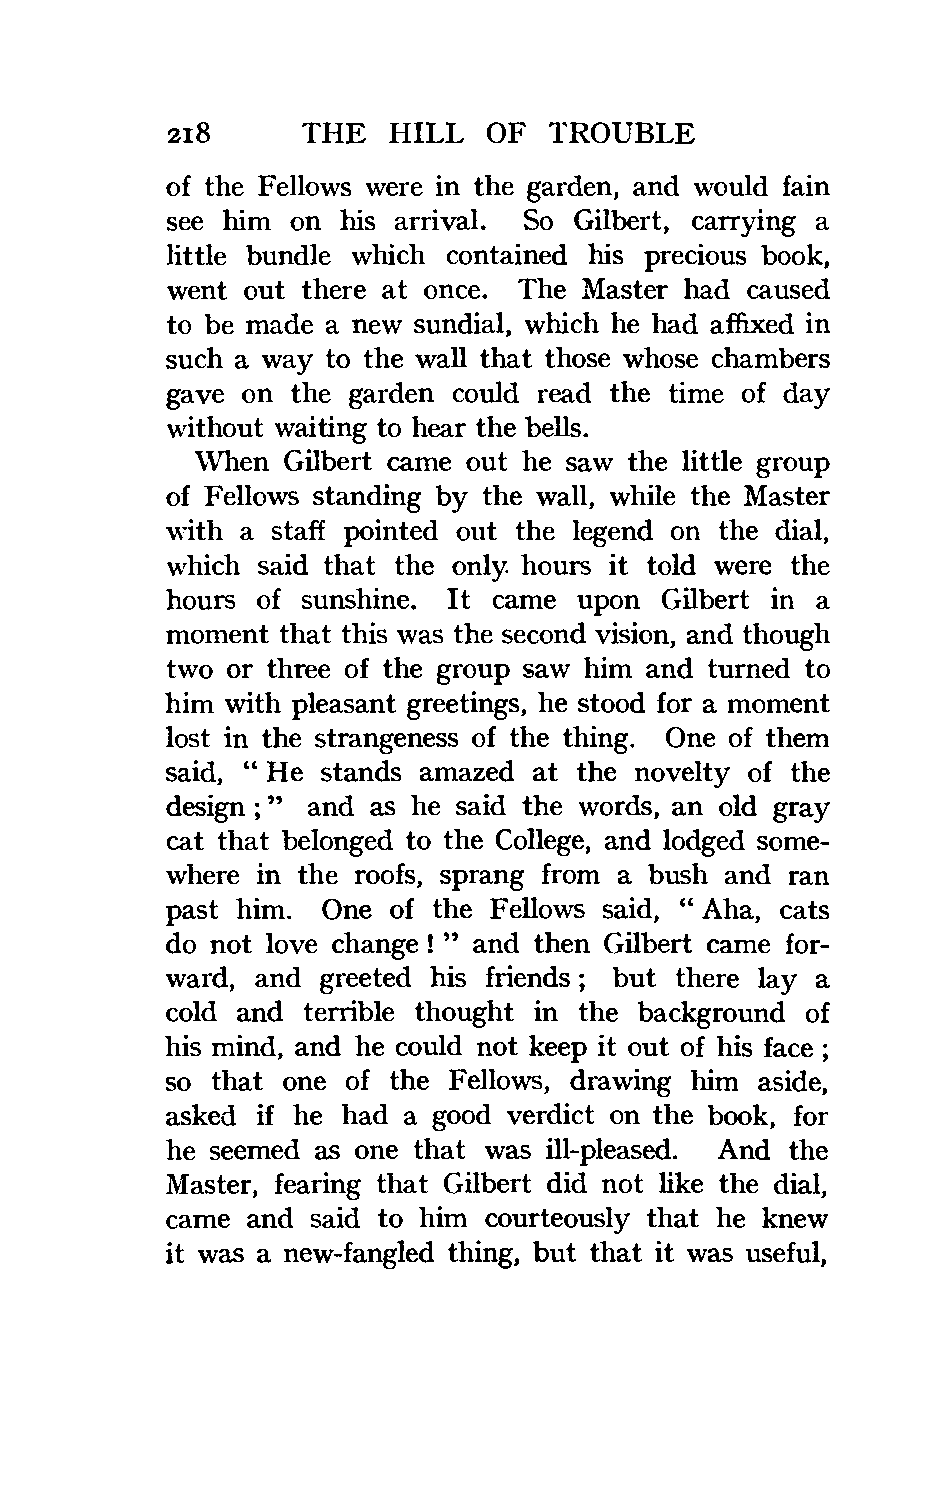 218 THE HILL OF TROUBLE
of the Fellows were in the garden, and would fain
see him on his arrival. So Gilbert, carrying a
little bundle which contained his precious book,
went out there at once. The Master had caused
to be made a new sundial, which he had affixed in
such a way to the wall that those whose chambers
gave on the garden could read the time of day
without waiting to hear the bells.
When Gilbert came out he saw the little group
of Fellows standing by the wall, while the Master
with a staff pointed out the legend on the dial,
which said that the only. hours it told were the
hours of sunshine. It came upon Gilbert in a
moment that this was the second vision, and though
two or three of the group saw him and turned to
him with pleasant greetings, he stood for a moment
lost in the strangeness of the thing. One of them
said, “ He stands amazed at the novelty of the
design ; ” and as he said the words, an old gray
cat that belonged to the College, and lodged some-
where in the roofs, sprang from a bush and ran
past him. One of the Fellows said, “ Aha, cats
do not love change ! ” and then Gilbert came for-
ward, and greeted his friends ; but there lay a
cold and terrible thought in the background of
his mind, and he could not keep it out of his face ;
so that one of the Fellows, drawing him aside,
asked if he had a good verdict on the book, for
he seemed as one that was ill-pleased. And the
Master, fearing that Gilbert did not like the dial,
came and said to him courteously that he knew
it was a new-fangled thing, but that it was useful,